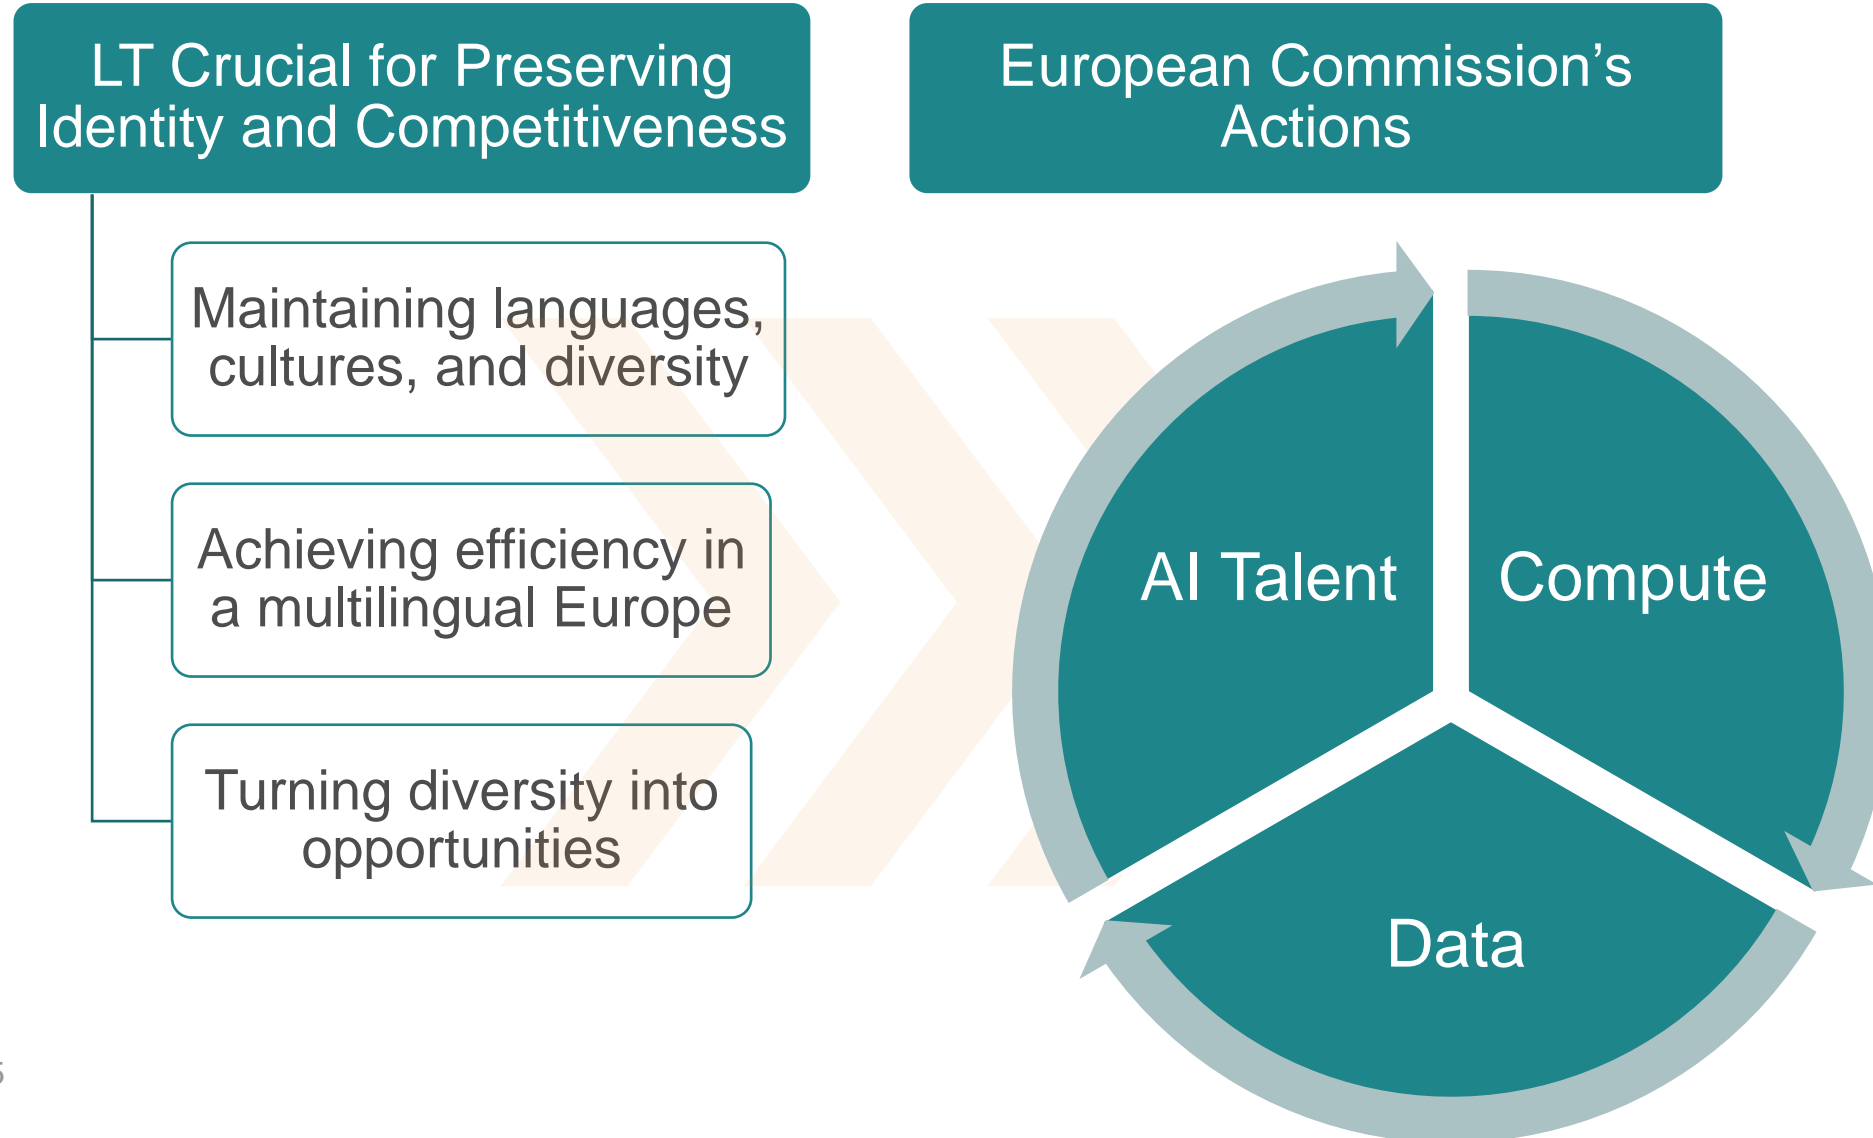 LT Crucial for Preserving
Identity and Competitiveness
Maintaining languages,
cultures, and diversity
Achieving efficiency in
a multilingual Europe
Turning diversity into
opportunities
European Commission’s
Actions
AI Talent
Compute
Data